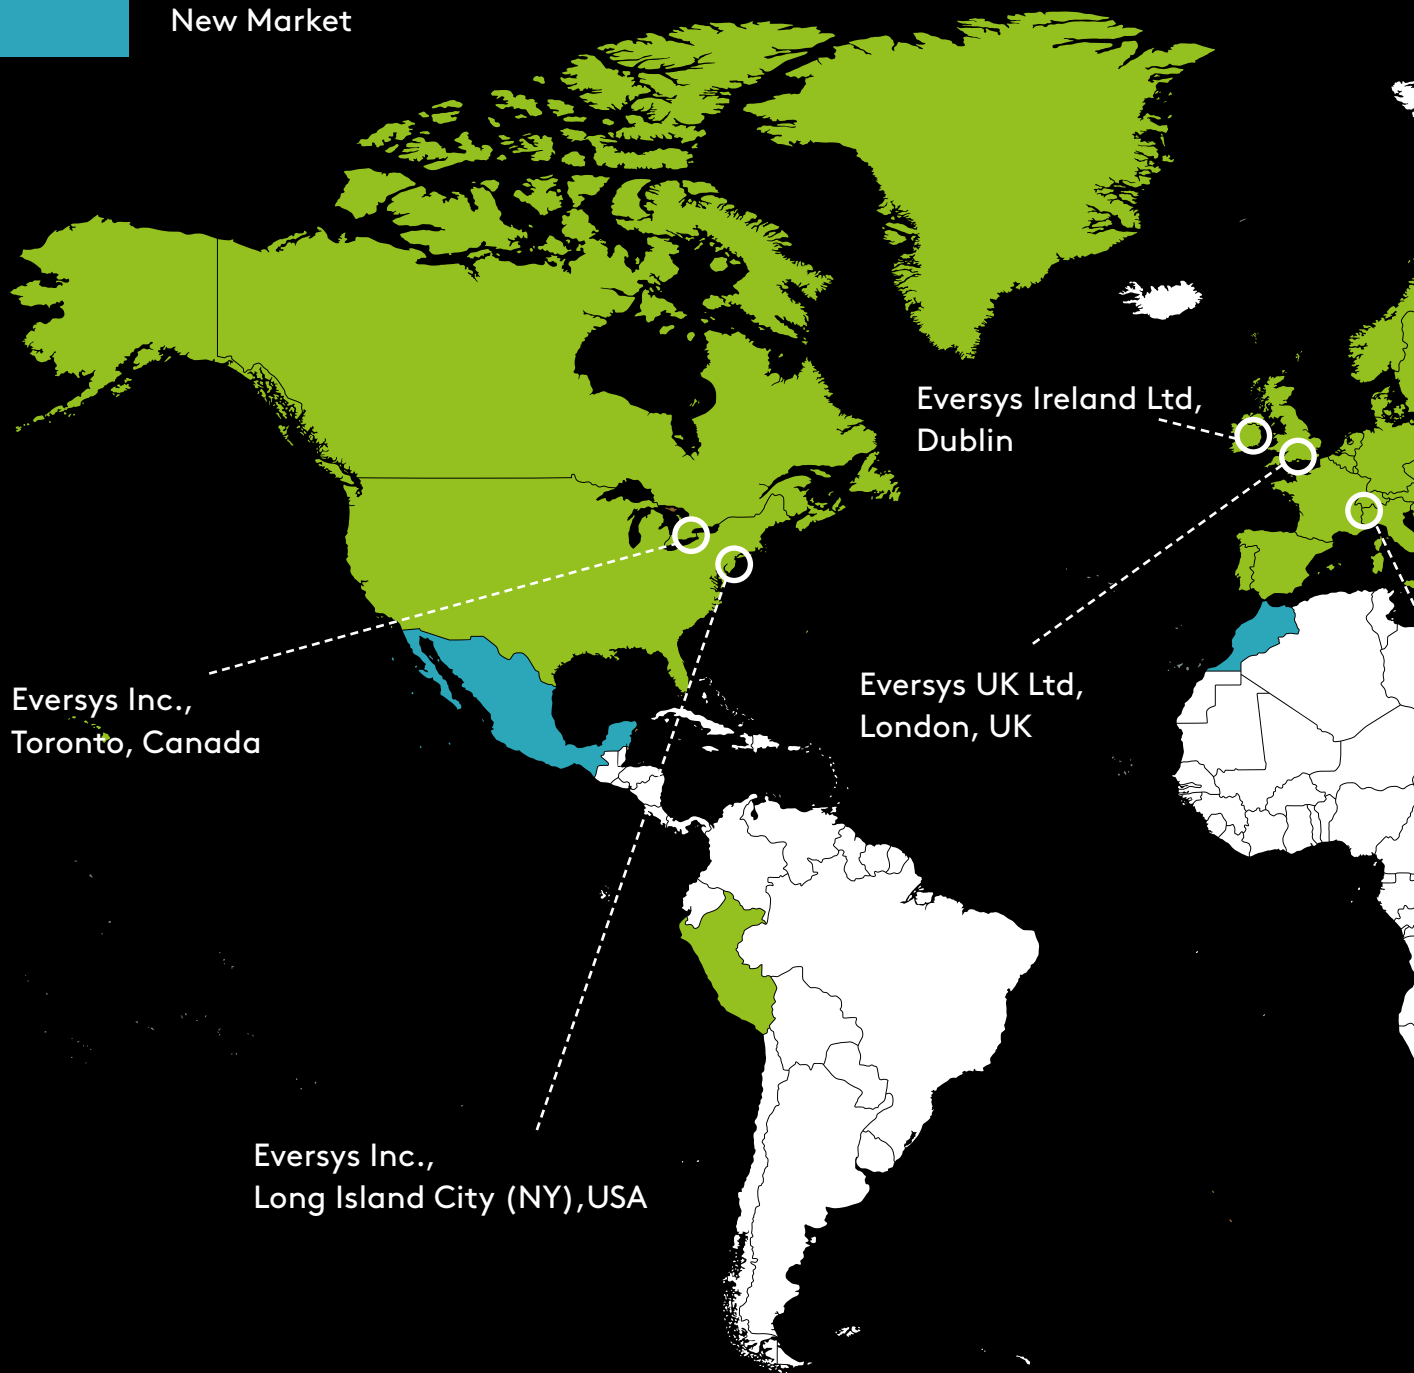 New Market
Eversys Ireland Ltd,
Dublin
Eversys UK Ltd,
London, UK
Eversys Inc.,
Toronto, Canada
Eversys Inc.,
Long Island City (NY),USA